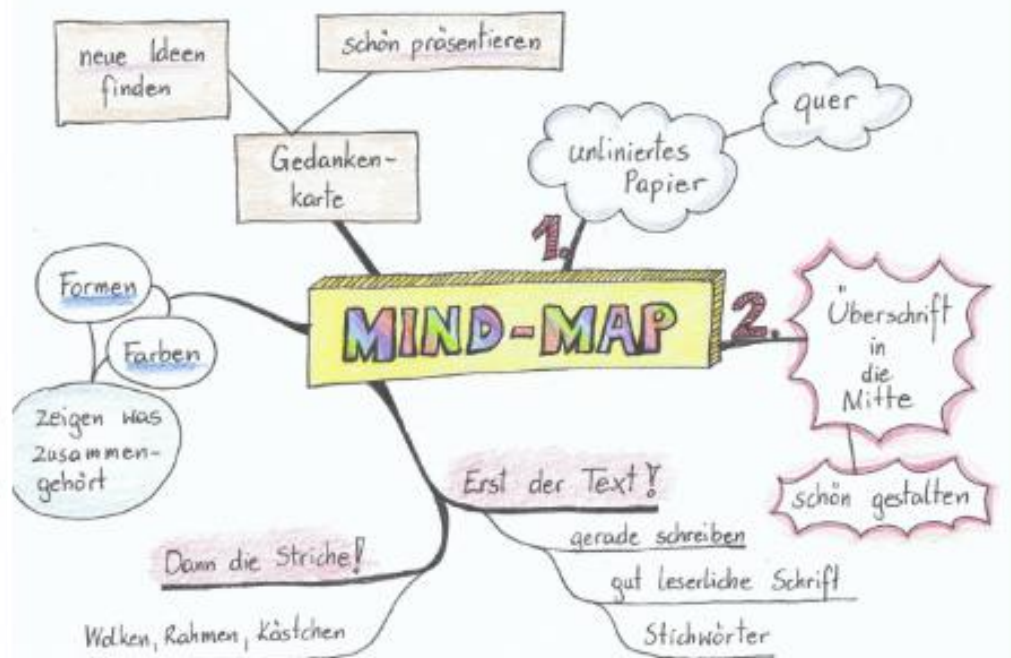 neue Ideen
finden
schön präsentieren
Gedanken-
karte
unliniertes
Papier
quer
1.
MIND-MAP
2.
Überschrift
in
die
Mitte
schön gestalten
Formen
Farben
zeigen was
zusammen-
gehört
Erst der Text!
gerade schreiben
gut leserliche Schrift
Stichwörter
Dann die Striche!
Wolken, Rahmen, Kästchen